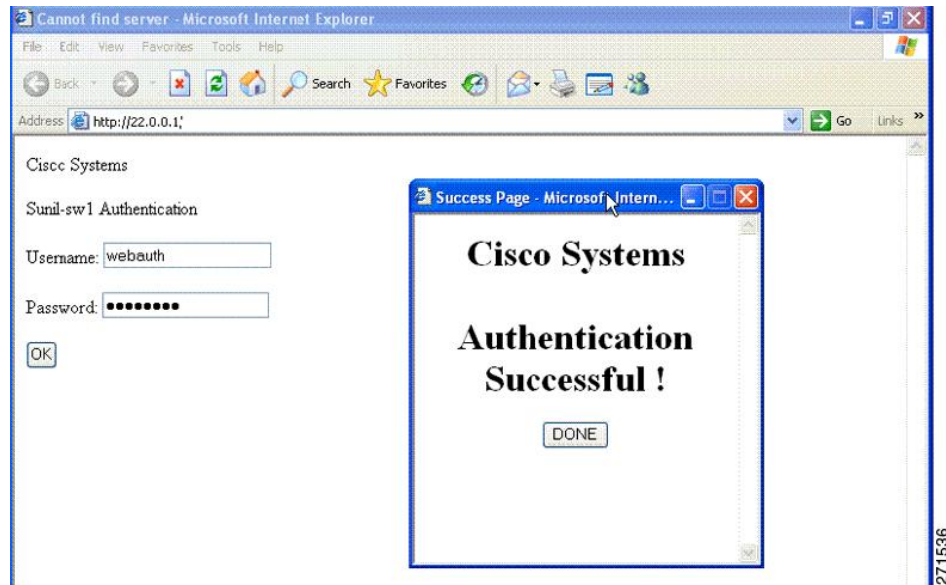 Cannot find server - Microsoft Internet Explorer
File Edit View Favorites Tools Help
Back Search Favorites
Address http://22.0.0.1,' Go Links »
Ciscc Systems
Sunil-sw1 Authentication
Username: webauth
Password: ●●●●●●●●
OK
Success Page - Microsoft Intern...
Cisco Systems
Authentication
Successful !
DONE
271536